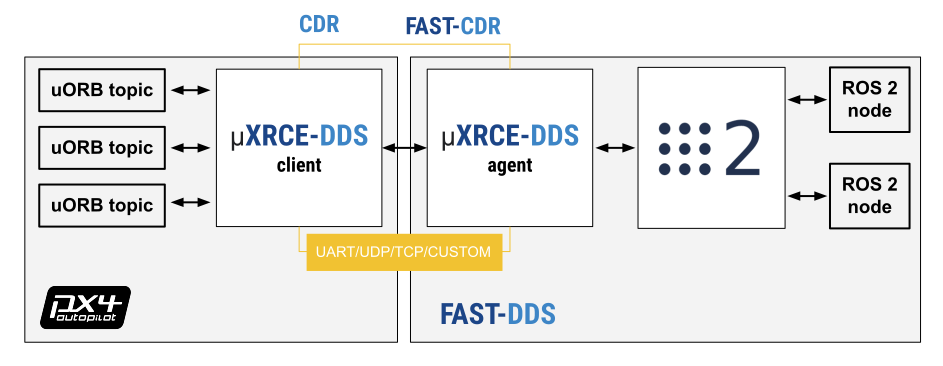 CDR
FAST-CDR
uORB topic
uORB topic
uORB topic
µXRCE-DDS
client
µXRCE-DDS
agent
2
ROS 2
node
ROS 2
node
UART/UDP/TCP/CUSTOM
px4
autopilot
FAST-DDS